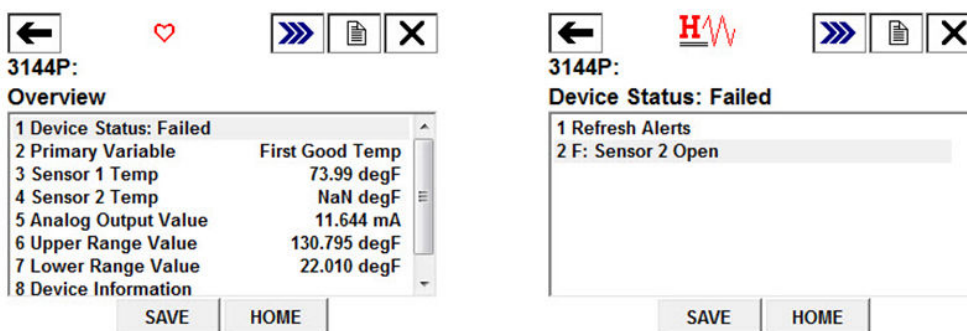 3144P:
Overview
1 Device Status: Failed
2 Primary Variable First Good Temp
3 Sensor 1 Temp 73.99 degF
4 Sensor 2 Temp NaN degF
5 Analog Output Value 11.644 mA
6 Upper Range Value 130.795 degF
7 Lower Range Value 22.010 degF
8 Device Information
SAVE HOME
H
3144P:
Device Status: Failed
1 Refresh Alerts
2 F: Sensor 2 Open
SAVE HOME